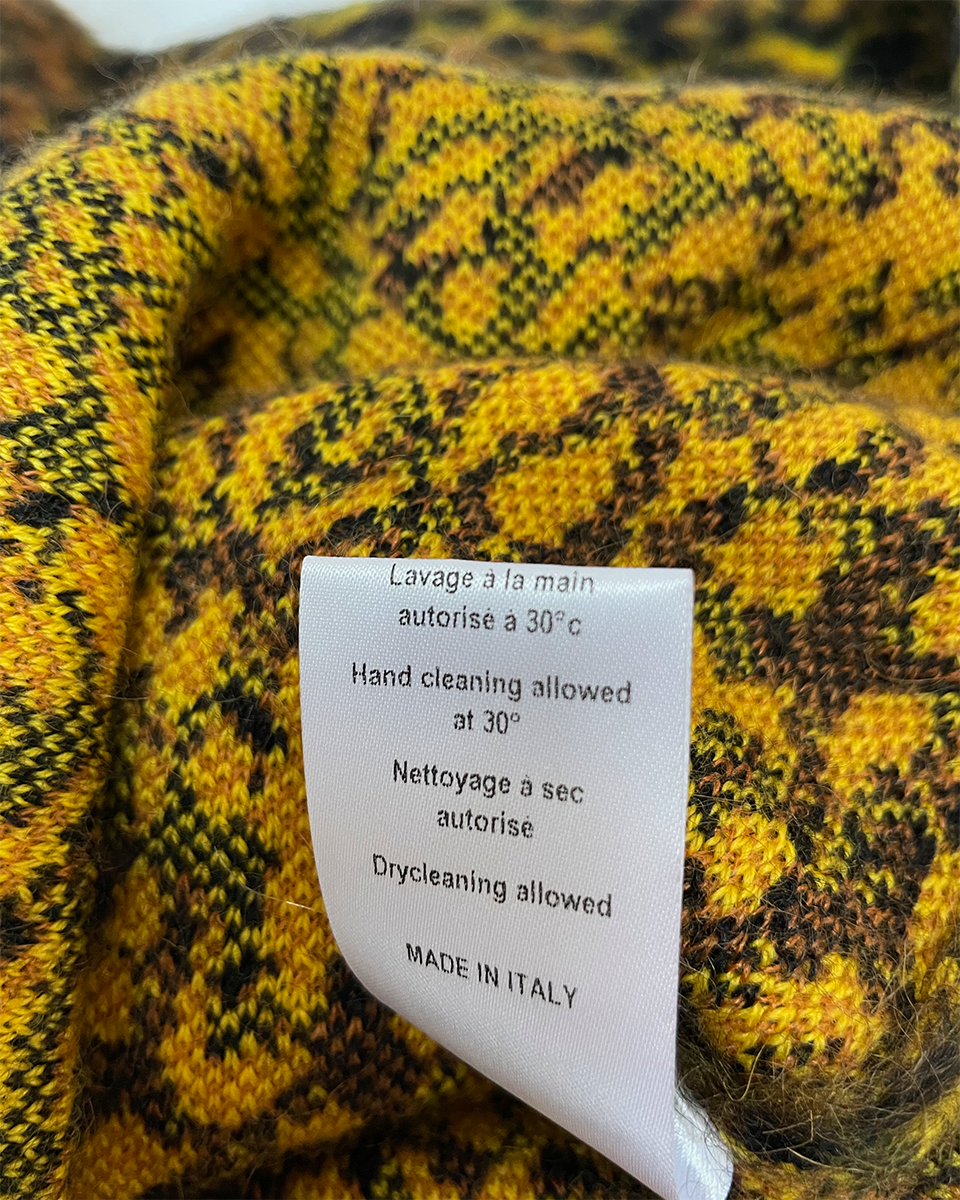 Lavage à la main
autorisé à 30°c
Hand cleaning allowed
at 30°
Nettoyage à sec
autorisé
Drycleaning allowed
MADE IN ITALY